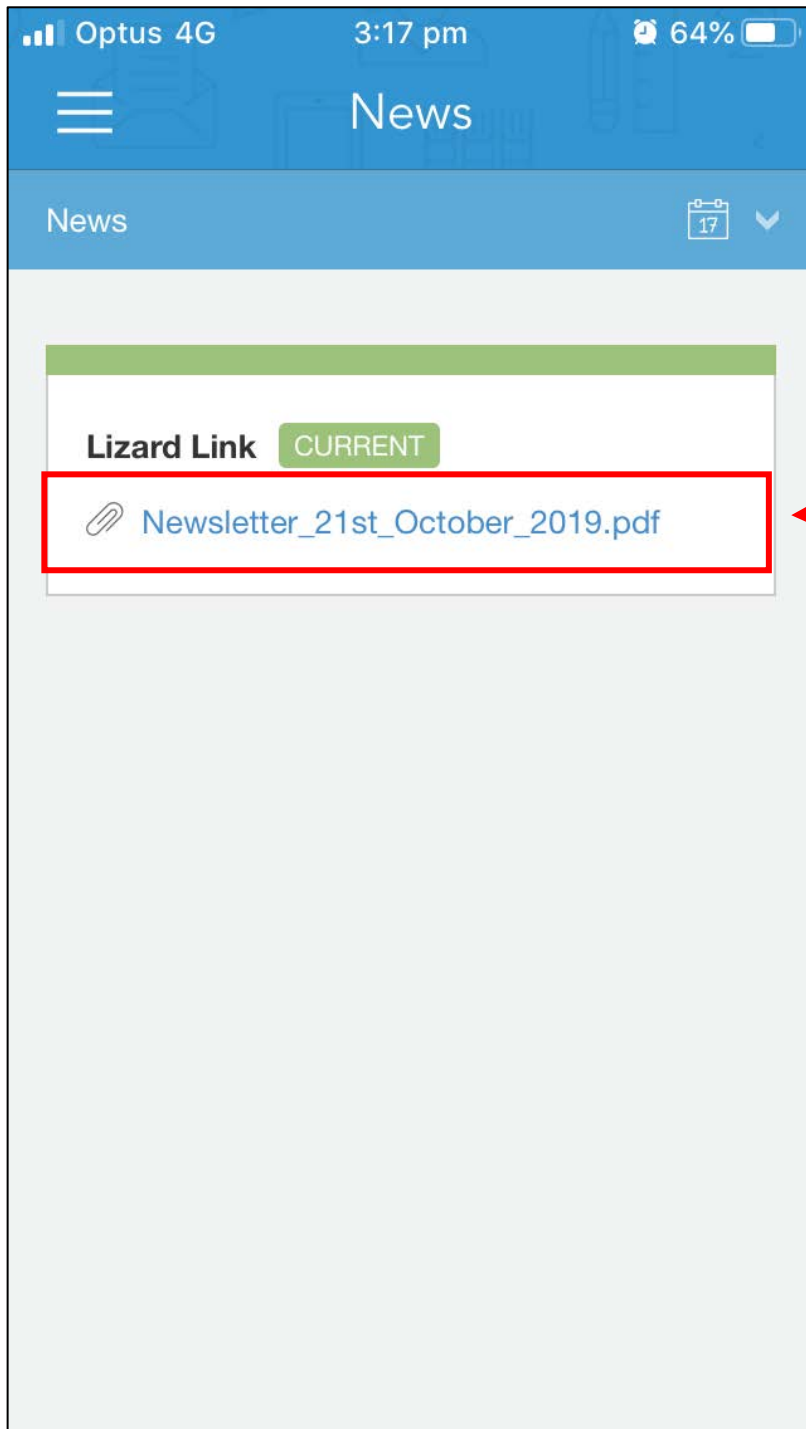 Optus 4G 3:17 pm 64%
News
News 17
Lizard Link CURRENT
Newsletter_21st_October_2019.pdf